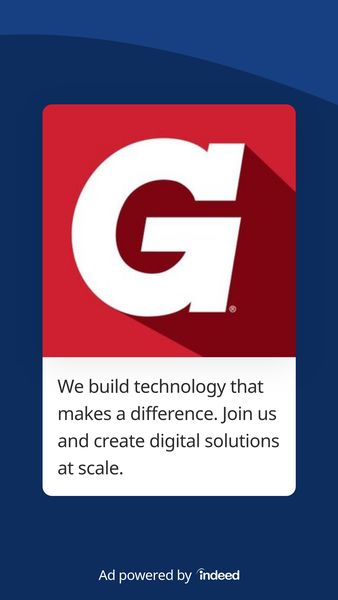 G®
We build technology that
makes a difference. Join us
and create digital solutions
at scale.
Ad powered by indeed